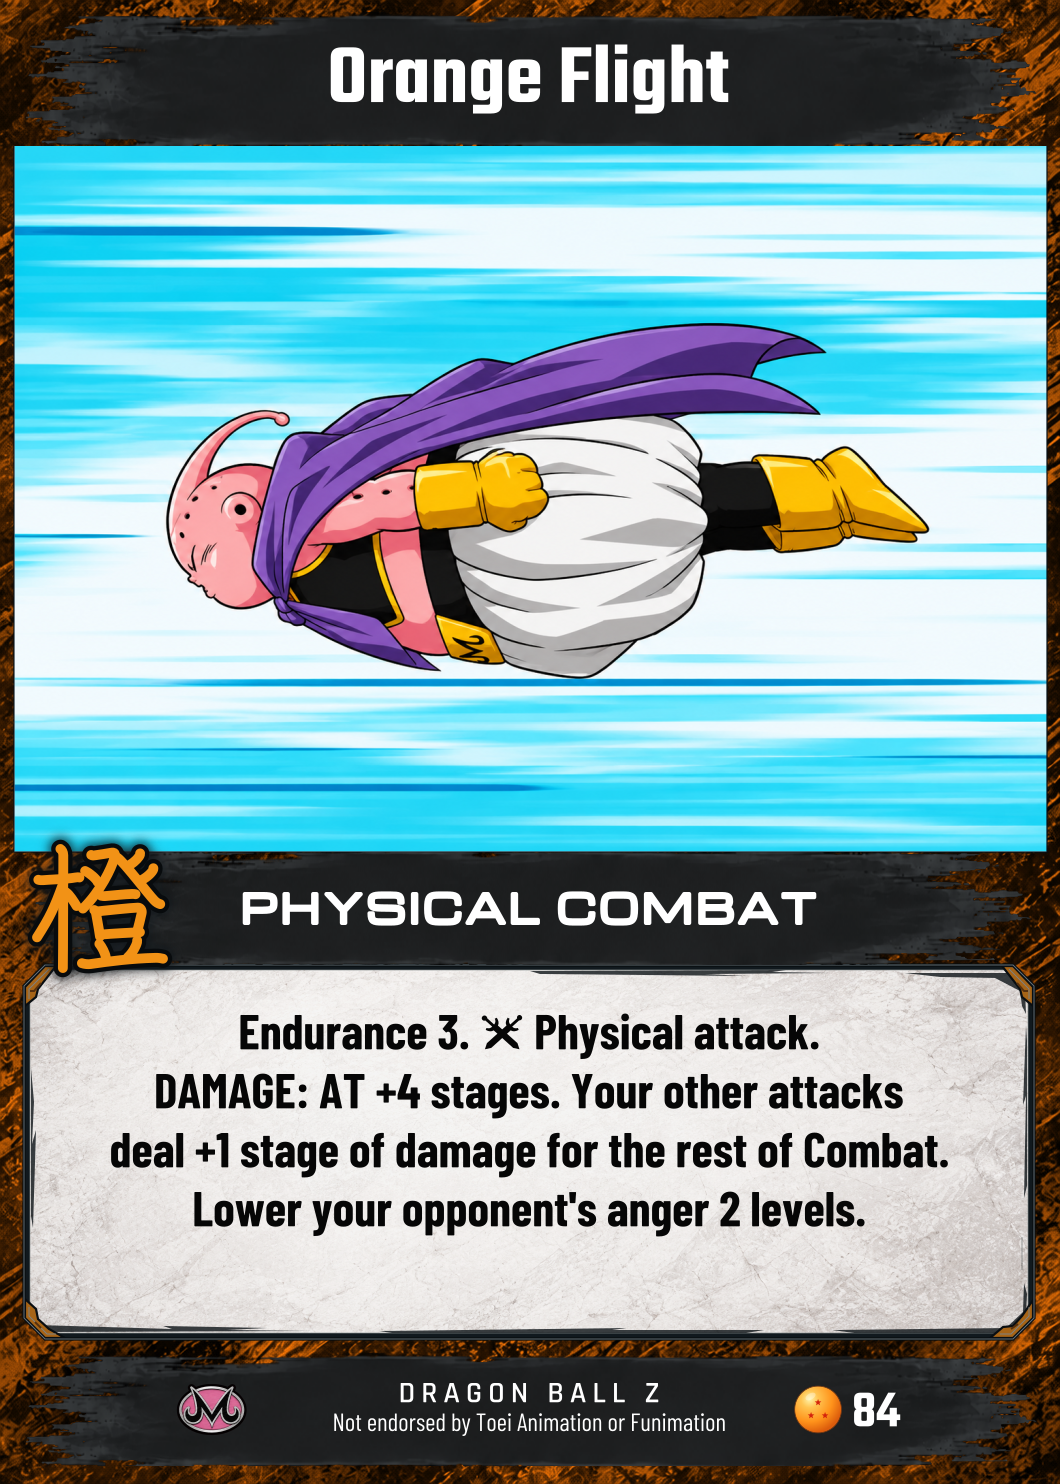 Orange Flight
橙
PHYSICAL COMBAT
Endurance 3. Physical attack.
DAMAGE: AT +4 stages. Your other attacks
deal +1 stage of damage for the rest of Combat.
Lower your opponent's anger 2 levels.
DRAGON BALL Z
Not endorsed by Toei Animation or Funimation
84
M
M